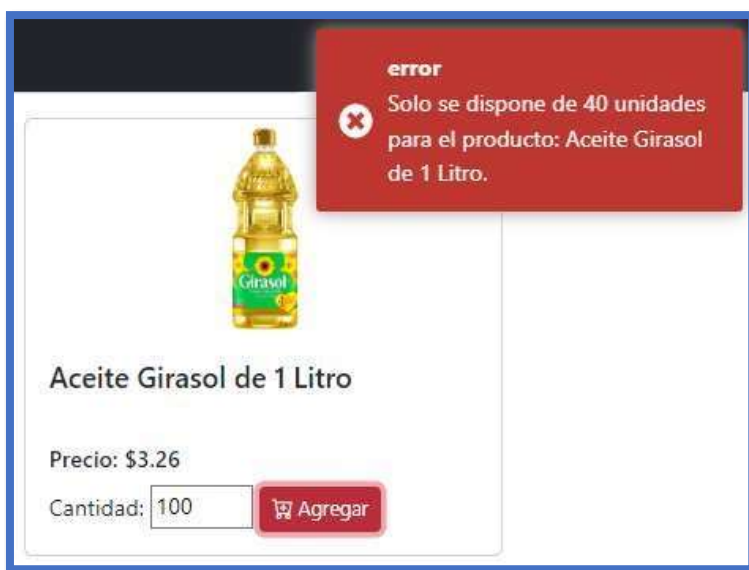 error
Solo se dispone de 40 unidades
para el producto: Aceite Girasol
de 1 Litro.
Girasol
Aceite Girasol de 1 Litro
Precio: $3.26
Cantidad: 100 Agregar